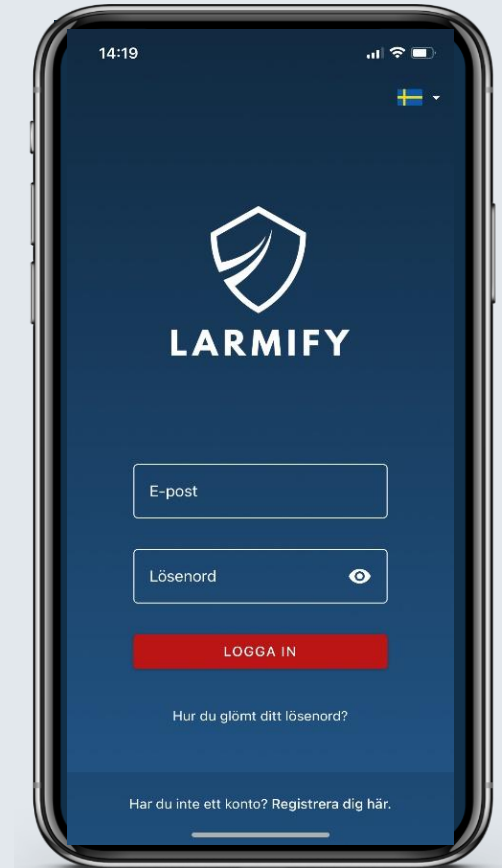 14:19
LARMIFY
E-post
Lösenord
LOGGA IN
Hur du glömt ditt lösenord?
Har du inte ett konto? Registrera dig här.